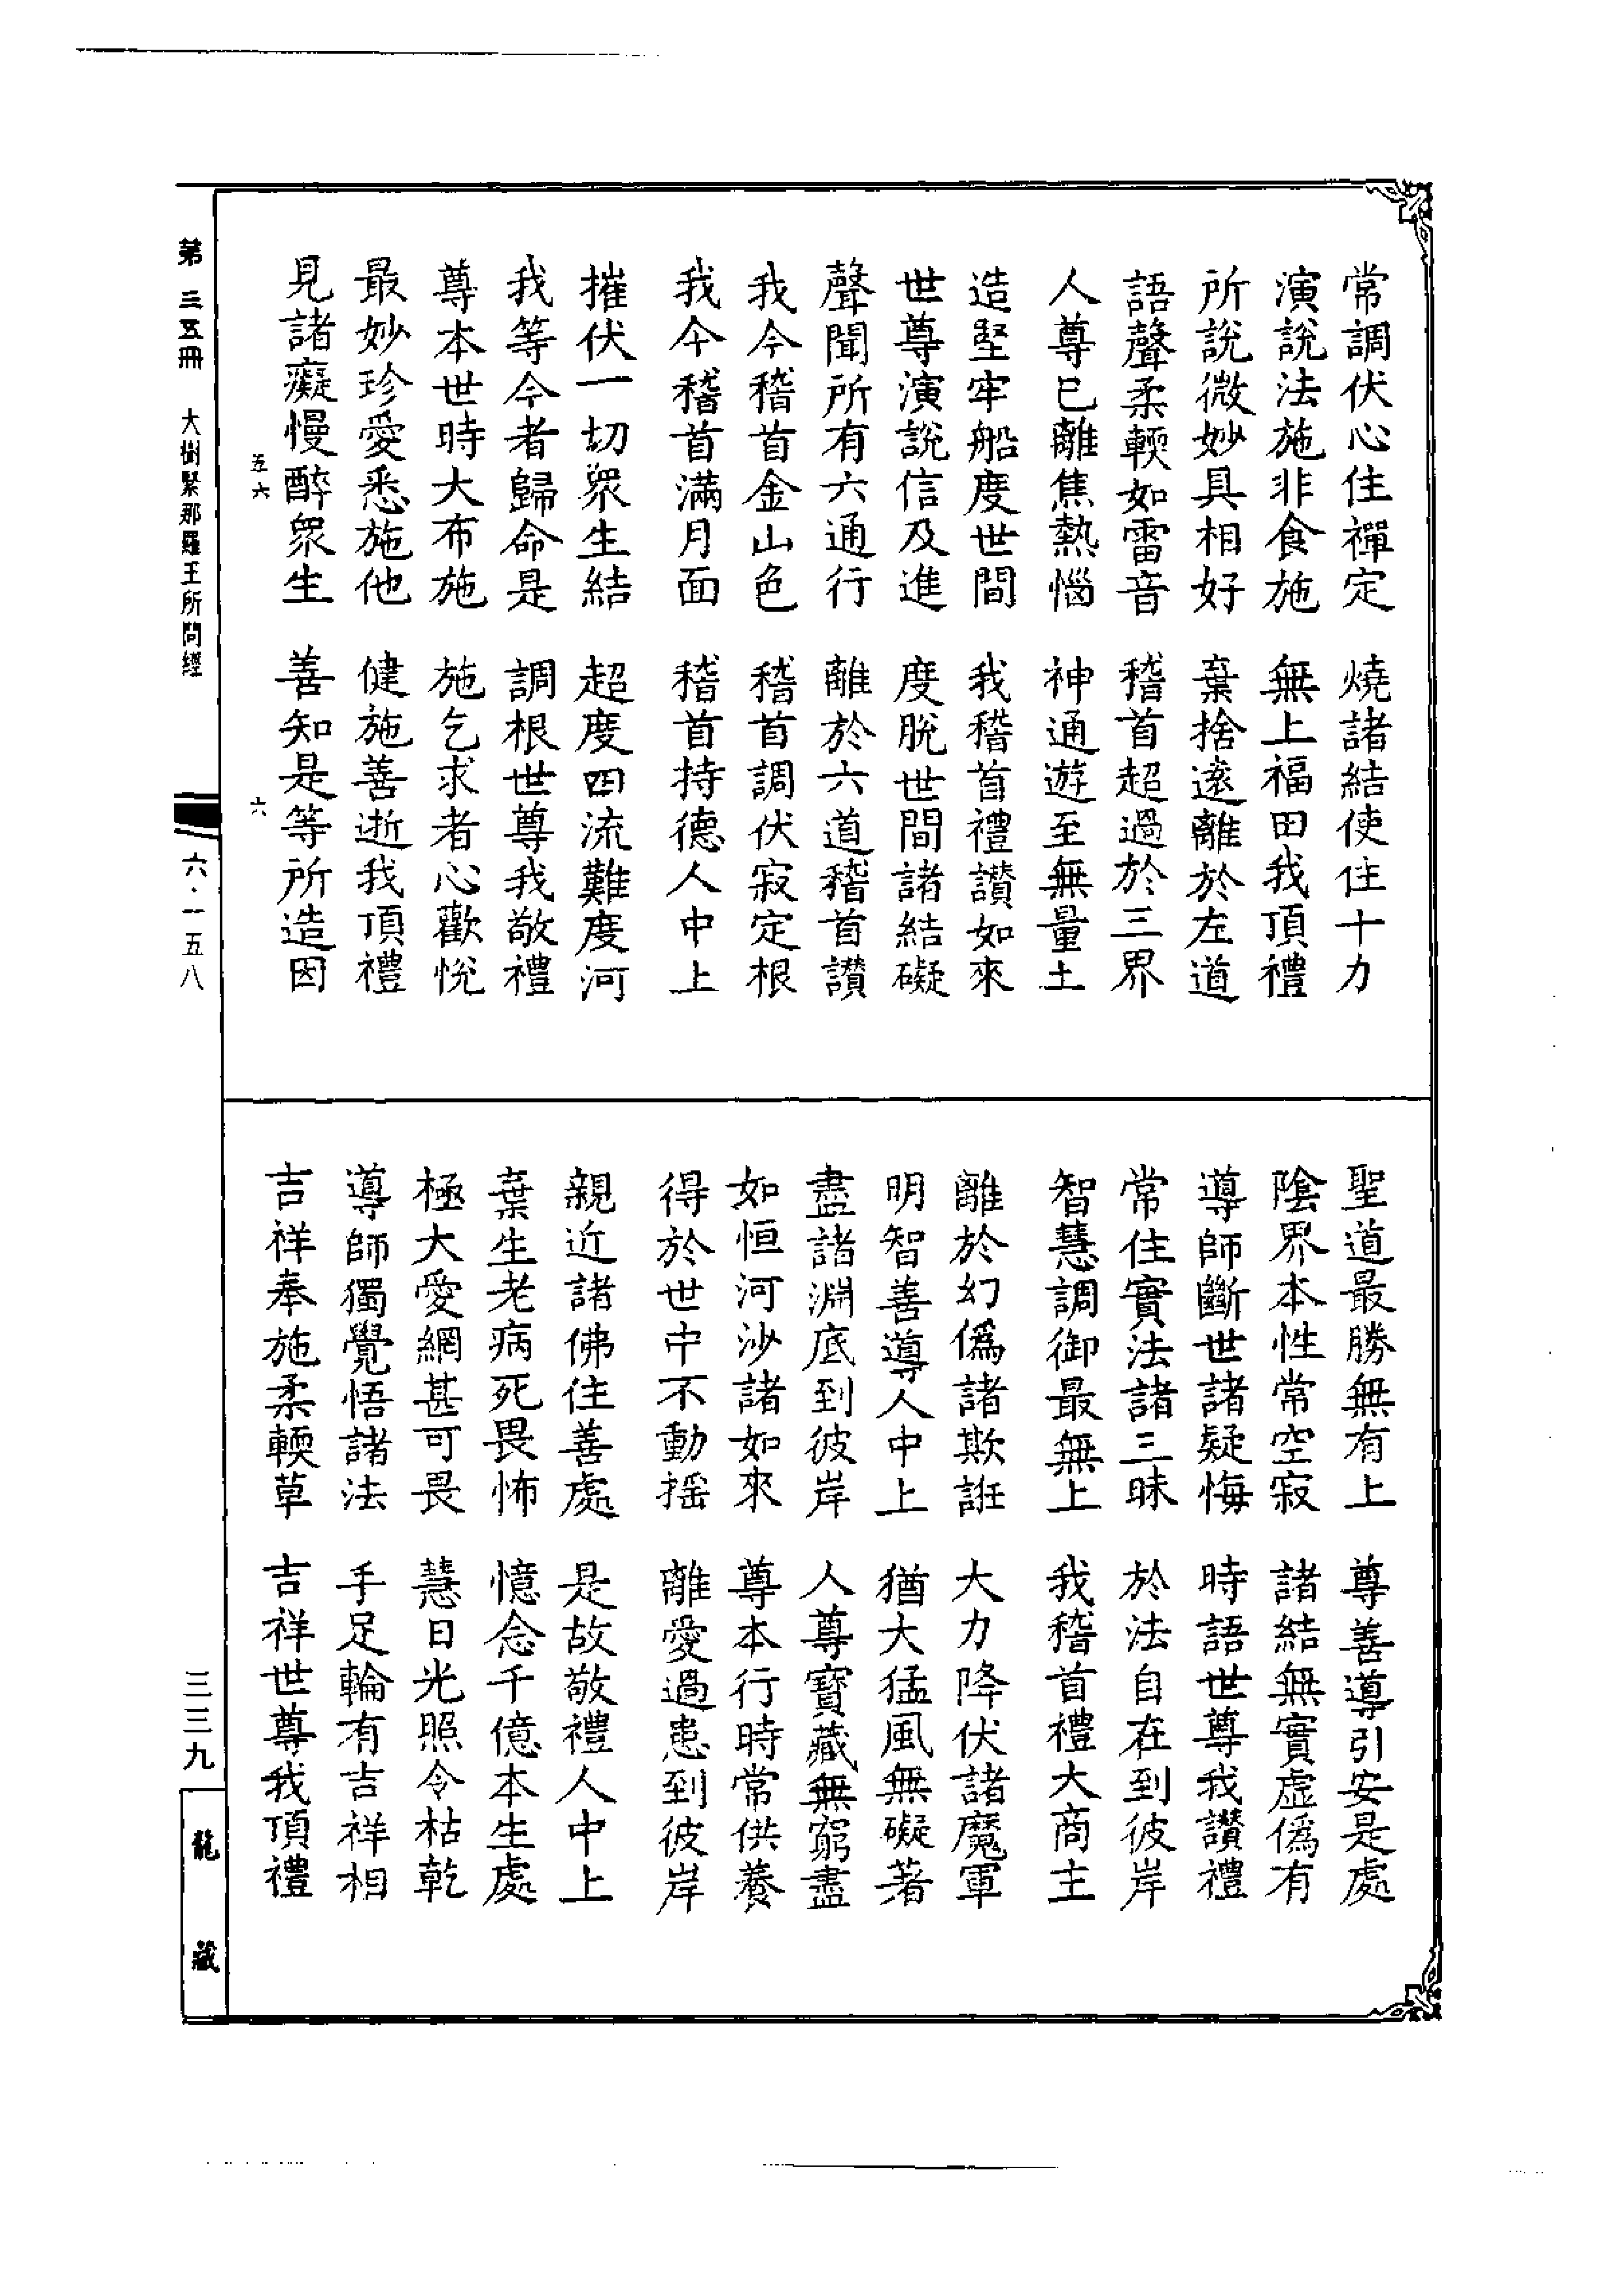 常調伏心住禪定　燒諸結使住十力
演說法施非食施　無上福田我頂禮
所說微妙具相好　棄捨遠離於左道
語聲柔輭如雷音　稽首超過於三界
人尊已離焦熱惱　神通遊至無量土
造堅牢船度世間　我稽首禮讃如來
世尊演說信及進　度脫世間諸結礙
聲聞所有六通行　離於六道稽首讃
我今稽首金山色　稽首調伏寂定根
我今稽首滿月面　稽首持德人中上
摧伏一切眾生結　超度四流難度河
我等今者歸命是　調根世尊我敬禮
尊本世時大布施　施乞求者心歡悅
最妙珍愛悉施他　健施善逝我頂禮
見諸癡慢醉眾生　善知是等所造因
五六　六
聖道最勝無有上　尊善導引安是處
陰界本性常空寂　諸結無實虛偽有
導師斷世諸疑悔　時語世尊我讃禮
常住實法諸三昧　於法自在到彼岸
智慧調御最無上　我稽首禮大商主
離於幻偽諸欺誑　大力降伏諸魔軍
明智善導人中上　猶大猛風無礙著
盡諸淵底到彼岸　人尊寶藏無窮盡
如恒河沙諸如來　尊本行時常供養
得於世中不動搖　離愛過患到彼岸
親近諸佛住善處　是故敬禮人中上
棄生老病死畏怖　憶念千億本生處
極大愛網甚可畏　慧日光照令枯乾
導師獨覺悟諸法　手足輪有吉祥相
吉祥奉施柔輭草　吉祥世尊我頂禮
第三五冊　大樹緊那羅王所問經　六·一五八　三三九　龍藏